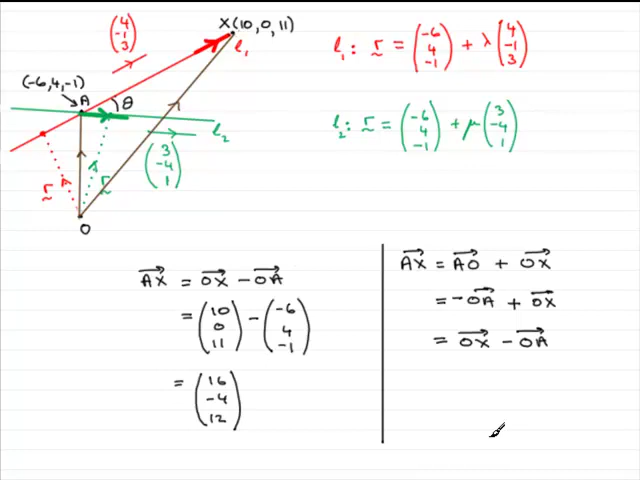 X(10,0,11)
(4
-1
3)
l₁
(-6,4,-1)
A
θ
l₂
(3
-4
1)
r
r
O
l₁: r = (-6
4
-1) + λ (4
-1
3)
l₂: r = (-6
4
-1) + μ (3
-4
1)
AX = OX - OA
= (10
0
11) - (-6
4
-1)
= (16
-4
12)
AX = AO + OX
= -OA + OX
= OX - OA